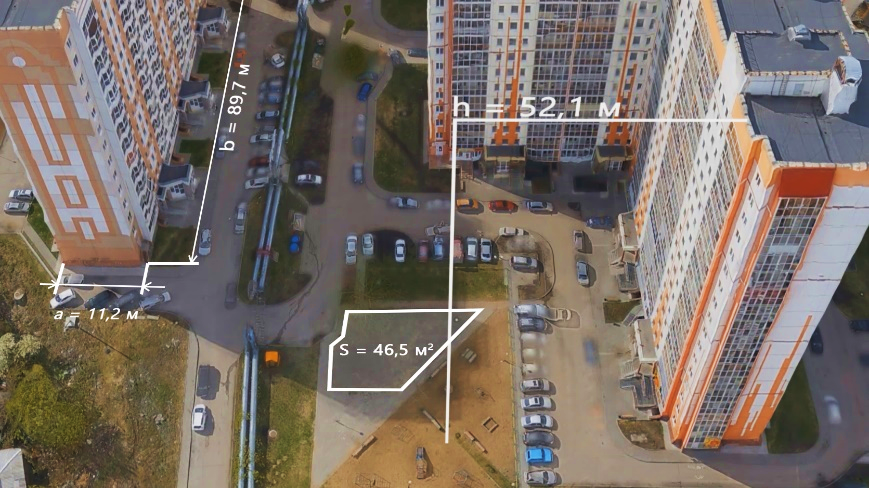 h = 52,1 м
b = 89,7 м
a = 11,2 м
S = 46,5 м²